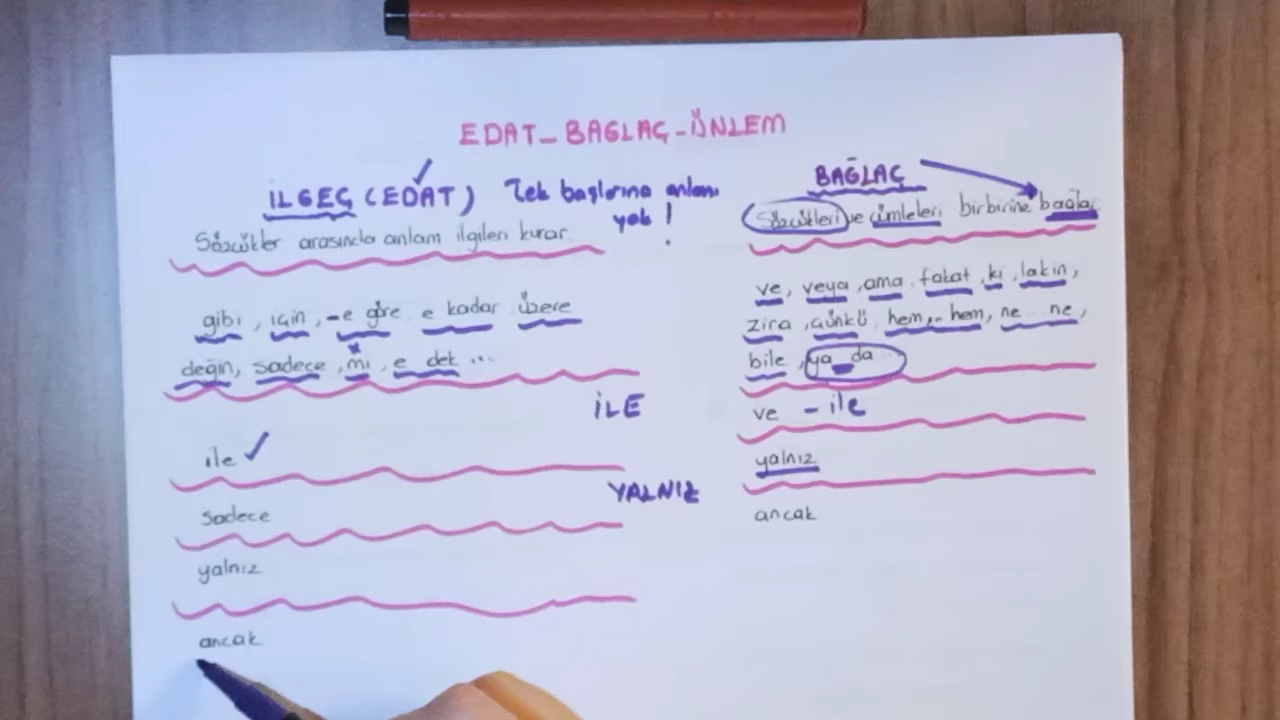 EDAT_BAĞLAÇ_ÜNLEM
İLGEÇ (EDAT) Tek başlarına anlamı yok !
Sözcükler arasında anlam ilgileri kurar
gibi , için , -e göre e kadar üzere
değin, sadece , mi , e dek ...
İLE
ile
YALNIZ
sadece
yalnız
ancak
BAĞLAÇ
Sözcükleri ve cümleleri birbirine bağlar
ve , veya , ama fakat , ki , lakin ,
zira , çünkü , hem... hem , ne ne ,
bile , ya da
ve - ile
yalnız
ancak